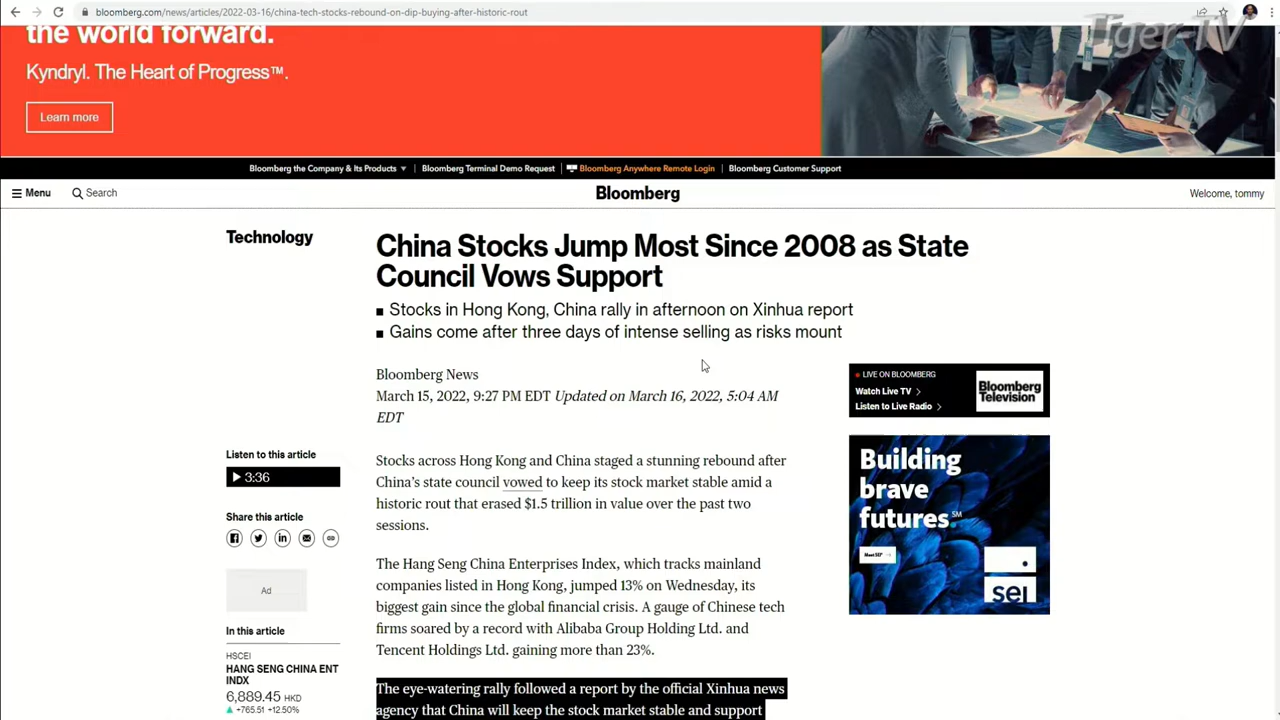 bloomberg.com/news/articles/2022-03-16/china-tech-stocks-rebound-on-dip-buying-after-historic-rout
Tiger-TV
the world forward.
Kyndryl. The Heart of Progress™.
Learn more
Bloomberg the Company & Its Products
Bloomberg Terminal Demo Request
Bloomberg Anywhere Remote Login
Bloomberg Customer Support
Menu
Search
Bloomberg
Welcome, tommy
Technology
China Stocks Jump Most Since 2008 as State
Council Vows Support
Stocks in Hong Kong, China rally in afternoon on Xinhua report
Gains come after three days of intense selling as risks mount
Bloomberg News
March 15, 2022, 9:27 PM EDT Updated on March 16, 2022, 5:04 AM
EDT
LIVE ON BLOOMBERG
Watch Live TV
Listen to Live Radio
Bloomberg
Television
Listen to this article
3:36
Share this article
Ad
In this article
HSCEI
HANG SENG CHINA ENT
INDX
6,889.45 HKD
+765.51 +12.50%
Stocks across Hong Kong and China staged a stunning rebound after
China's state council vowed to keep its stock market stable amid a
historic rout that erased $1.5 trillion in value over the past two
sessions.
The Hang Seng China Enterprises Index, which tracks mainland
companies listed in Hong Kong, jumped 13% on Wednesday, its
biggest gain since the global financial crisis. A gauge of Chinese tech
firms soared by a record with Alibaba Group Holding Ltd. and
Tencent Holdings Ltd. gaining more than 23%.
The eye-watering rally followed a report by the official Xinhua news
agency that China will keep the stock market stable and support
Building
brave
futures.SM
Meet SEI
sei